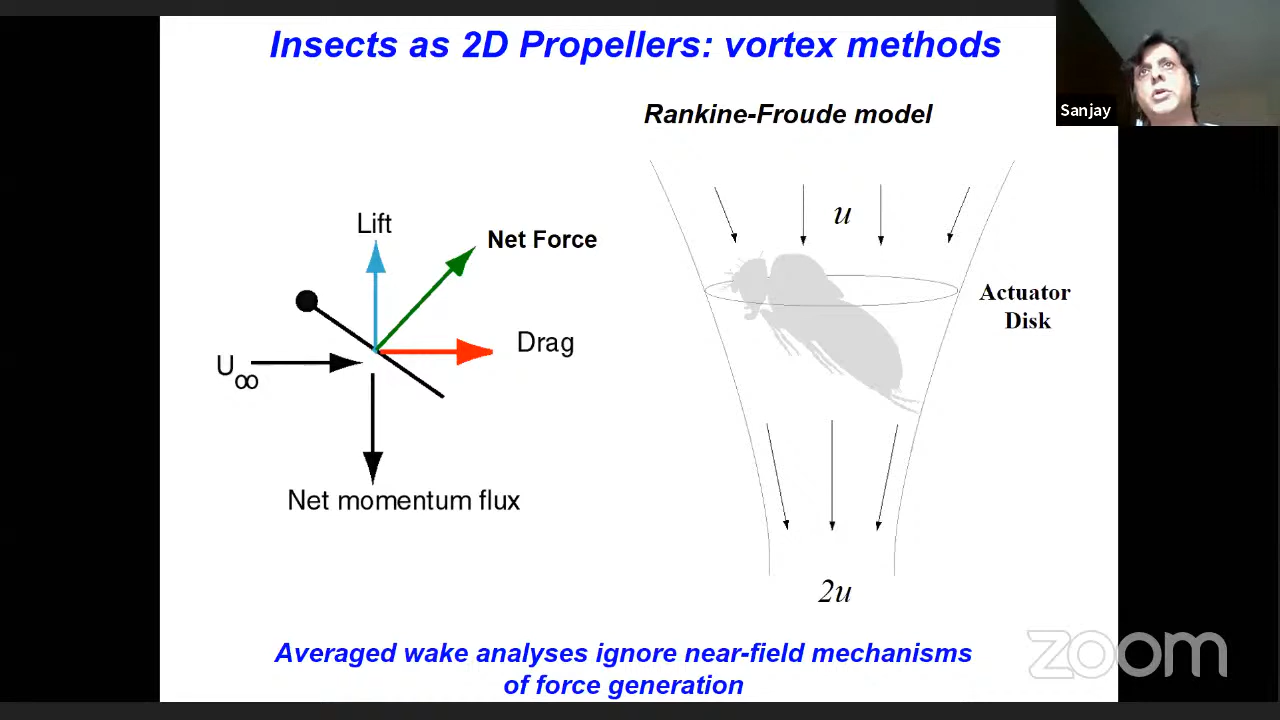 Insects as 2D Propellers: vortex methods
Sanjay
Rankine-Froude model
Lift
Net Force
u
Actuator
Disk
Drag
U∞
Net momentum flux
2u
Averaged wake analyses ignore near-field mechanisms
of force generation
zoom